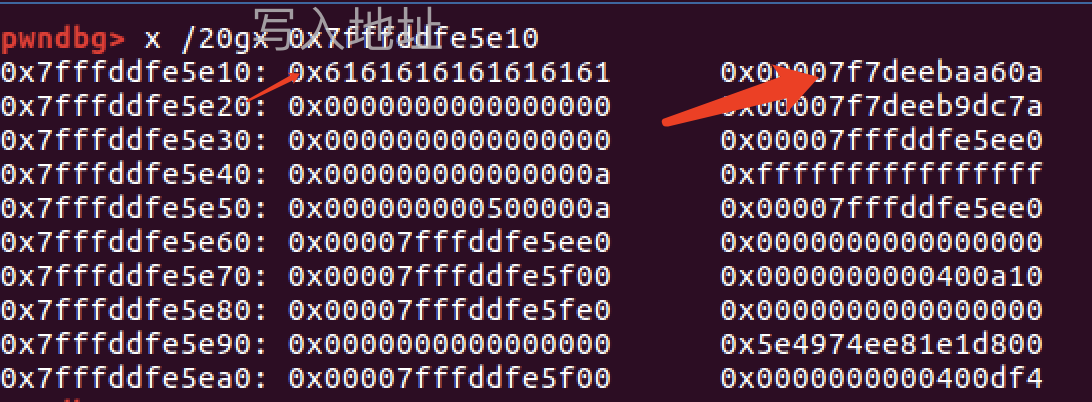 写入地址
pwndbg> x /20gx 0x7fffddfe5e10
0x7fffddfe5e10: 0x6161616161616161 0x00007f7deebaa60a
0x7fffddfe5e20: 0x0000000000000000 0x00007f7deeb9dc7a
0x7fffddfe5e30: 0x0000000000000000 0x00007fffddfe5ee0
0x7fffddfe5e40: 0x000000000000000a 0xffffffffffffffff
0x7fffddfe5e50: 0x000000000500000a 0x00007fffddfe5ee0
0x7fffddfe5e60: 0x00007fffddfe5ee0 0x0000000000000000
0x7fffddfe5e70: 0x00007fffddfe5f00 0x0000000000400a10
0x7fffddfe5e80: 0x00007fffddfe5fe0 0x0000000000000000
0x7fffddfe5e90: 0x0000000000000000 0x5e4974ee81e1d800
0x7fffddfe5ea0: 0x00007fffddfe5f00 0x0000000000400df4